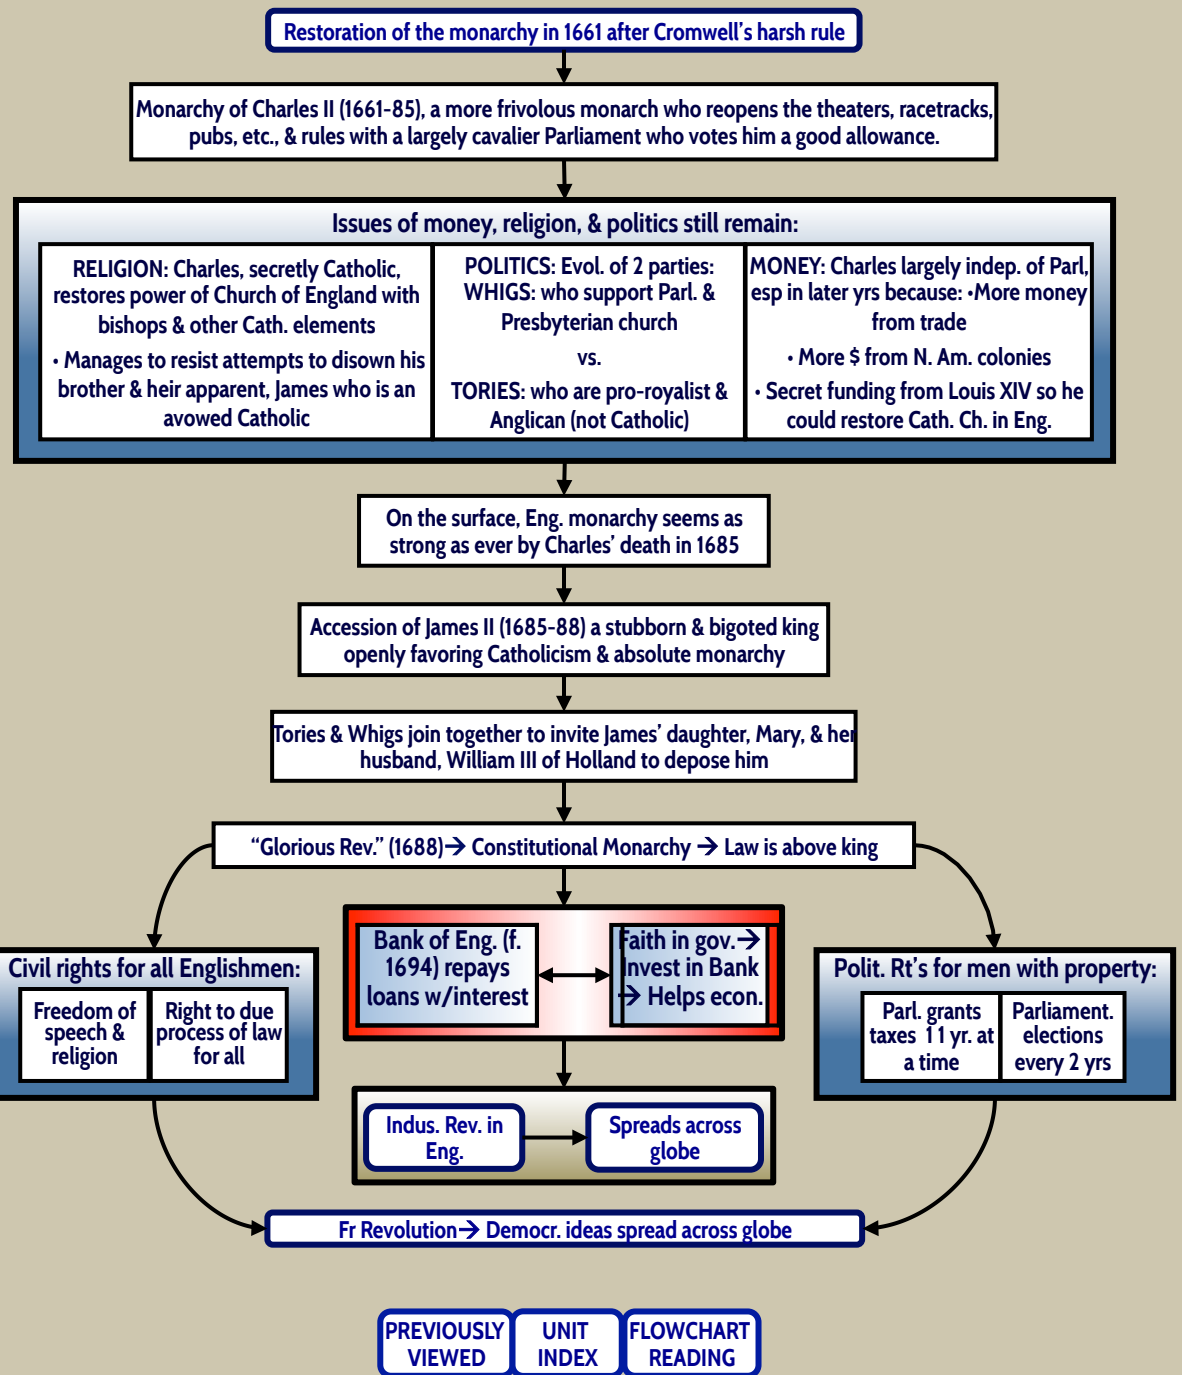 Restoration of the monarchy in 1661 after Cromwell’s harsh rule
Monarchy of Charles II (1661-85), a more frivolous monarch who reopens the theaters, racetracks,
pubs, etc., & rules with a largely cavalier Parliament who votes him a good allowance.
Issues of money, religion, & politics still remain:
RELIGION: Charles, secretly Catholic,
restores power of Church of England with
bishops & other Cath. elements
• Manages to resist attempts to disown his
brother & heir apparent, James who is an
avowed Catholic
POLITICS: Evol. of 2 parties:
WHIGS: who support Parl. &
Presbyterian church
vs.
TORIES: who are pro-royalist &
Anglican (not Catholic)
MONEY: Charles largely indep. of Parl,
esp in later yrs because: •More money
from trade
• More $ from N. Am. colonies
• Secret funding from Louis XIV so he
could restore Cath. Ch. in Eng.
On the surface, Eng. monarchy seems as
strong as ever by Charles’ death in 1685
Accession of James II (1685-88) a stubborn & bigoted king
openly favoring Catholicism & absolute monarchy
Tories & Whigs join together to invite James’ daughter, Mary, & her
husband, William III of Holland to depose him
“Glorious Rev.” (1688)→ Constitutional Monarchy → Law is above king
Civil rights for all Englishmen:
Freedom of
speech &
religion
Right to due
process of law
for all
Bank of Eng. (f.
1694) repays
loans w/interest
Faith in gov.→
Invest in Bank
→ Helps econ.
Polit. Rt’s for men with property:
Parl. grants
taxes 11 yr. at
a time
Parliament.
elections
every 2 yrs
Indus. Rev. in
Eng.
Spreads across
globe
Fr Revolution→ Democr. ideas spread across globe
PREVIOUSLY
VIEWED
UNIT
INDEX
FLOWCHART
READING